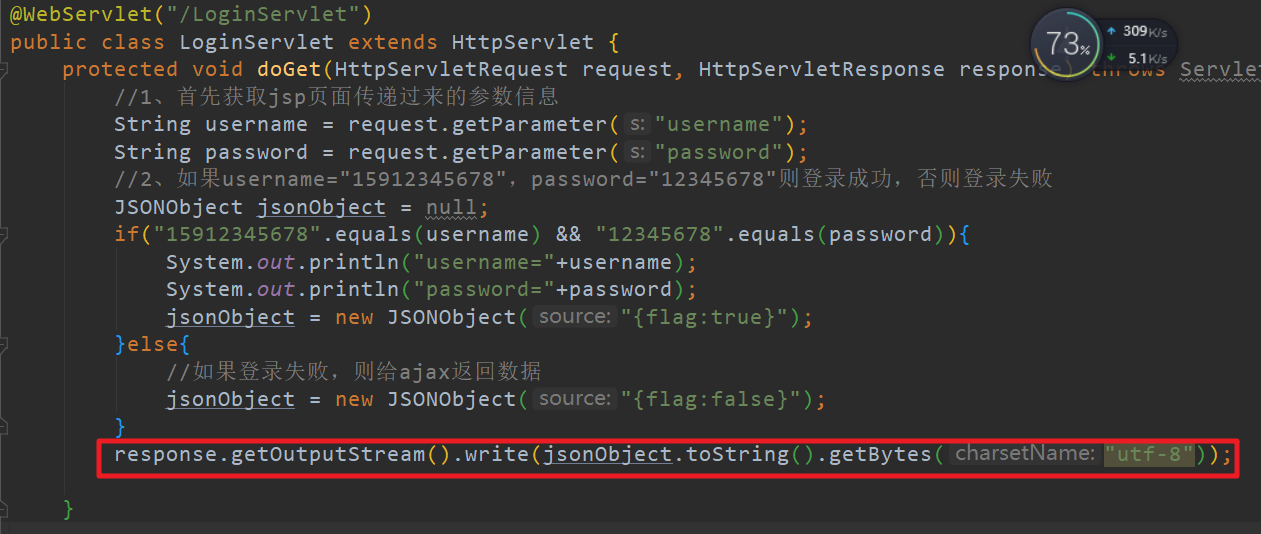 @WebServlet("/LoginServlet")
public class LoginServlet extends HttpServlet {
protected void doGet(HttpServletRequest request, HttpServletResponse response) throws Servlet
//1、首先获取jsp页面传递过来的参数信息
String username = request.getParameter( s: "username");
String password = request.getParameter( s: "password");
//2、如果username="15912345678"，password="12345678"则登录成功，否则登录失败
JSONObject jsonObject = null;
if("15912345678".equals(username) && "12345678".equals(password)){
System.out.println("username="+username);
System.out.println("password="+password);
jsonObject = new JSONObject( source: "{flag:true}");
}else{
//如果登录失败，则给ajax返回数据
jsonObject = new JSONObject( source: "{flag:false}");
}
response.getOutputStream().write(jsonObject.toString().getBytes( charsetName: "utf-8"));
}
73%
309K/s
5.1K/s